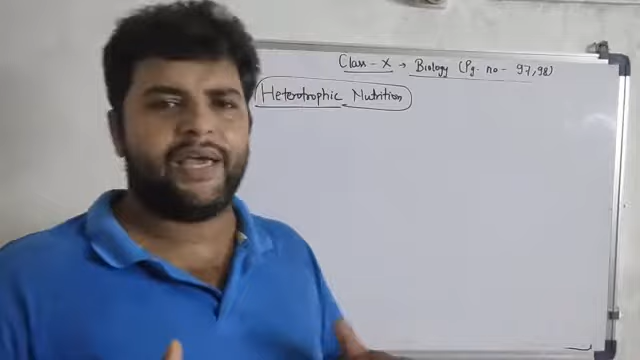 Class - X → Biology (Pg. no - 97,98)
Heterotrophic Nutrition